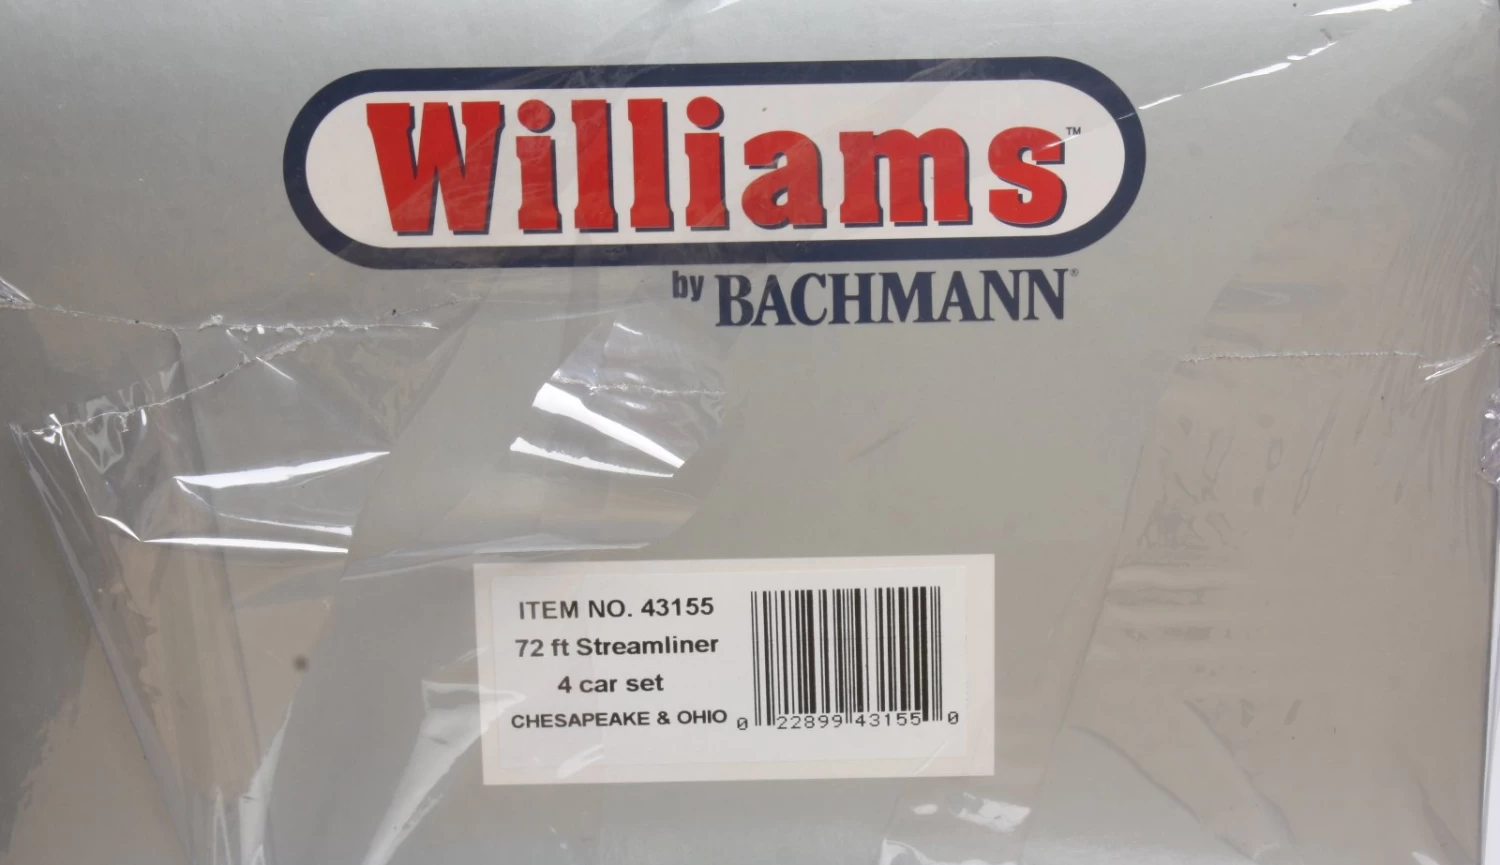 Williams™
by BACHMANN®
ITEM NO. 43155
72 ft Streamliner
4 car set
CHESAPEAKE & OHIO
0 22899 43155 0